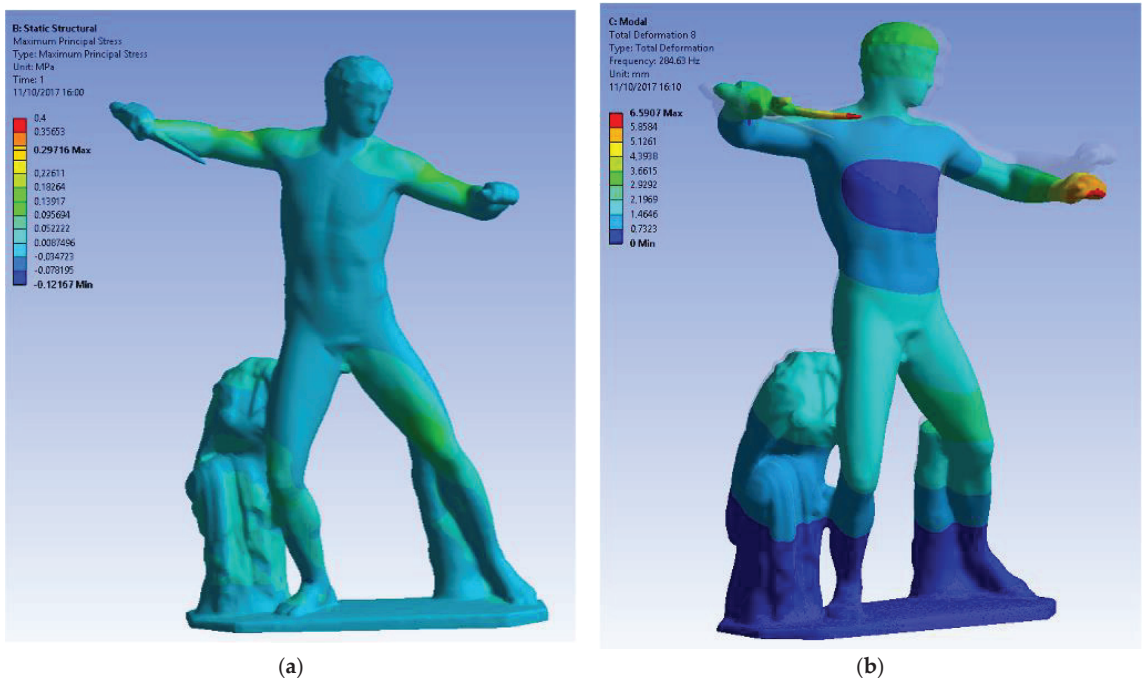 B: Static Structural
Maximum Principal Stress
Type: Maximum Principal Stress
Unit: MPa
Time: 1
11/10/2017 16:00
0.4
0.35653
0.29716 Max
0.22611
0.18264
0.13917
0.095694
0.052222
0.0087496
-0.034723
-0.078195
-0.12167 Min
(a)
C: Modal
Total Deformation 8
Type: Total Deformation
Frequency: 284.63 Hz
Unit: mm
11/10/2017 16:10
6.5907 Max
5.8584
5.1261
4.3938
3.6615
2.9292
2.1969
1.4646
0.7323
0 Min
(b)